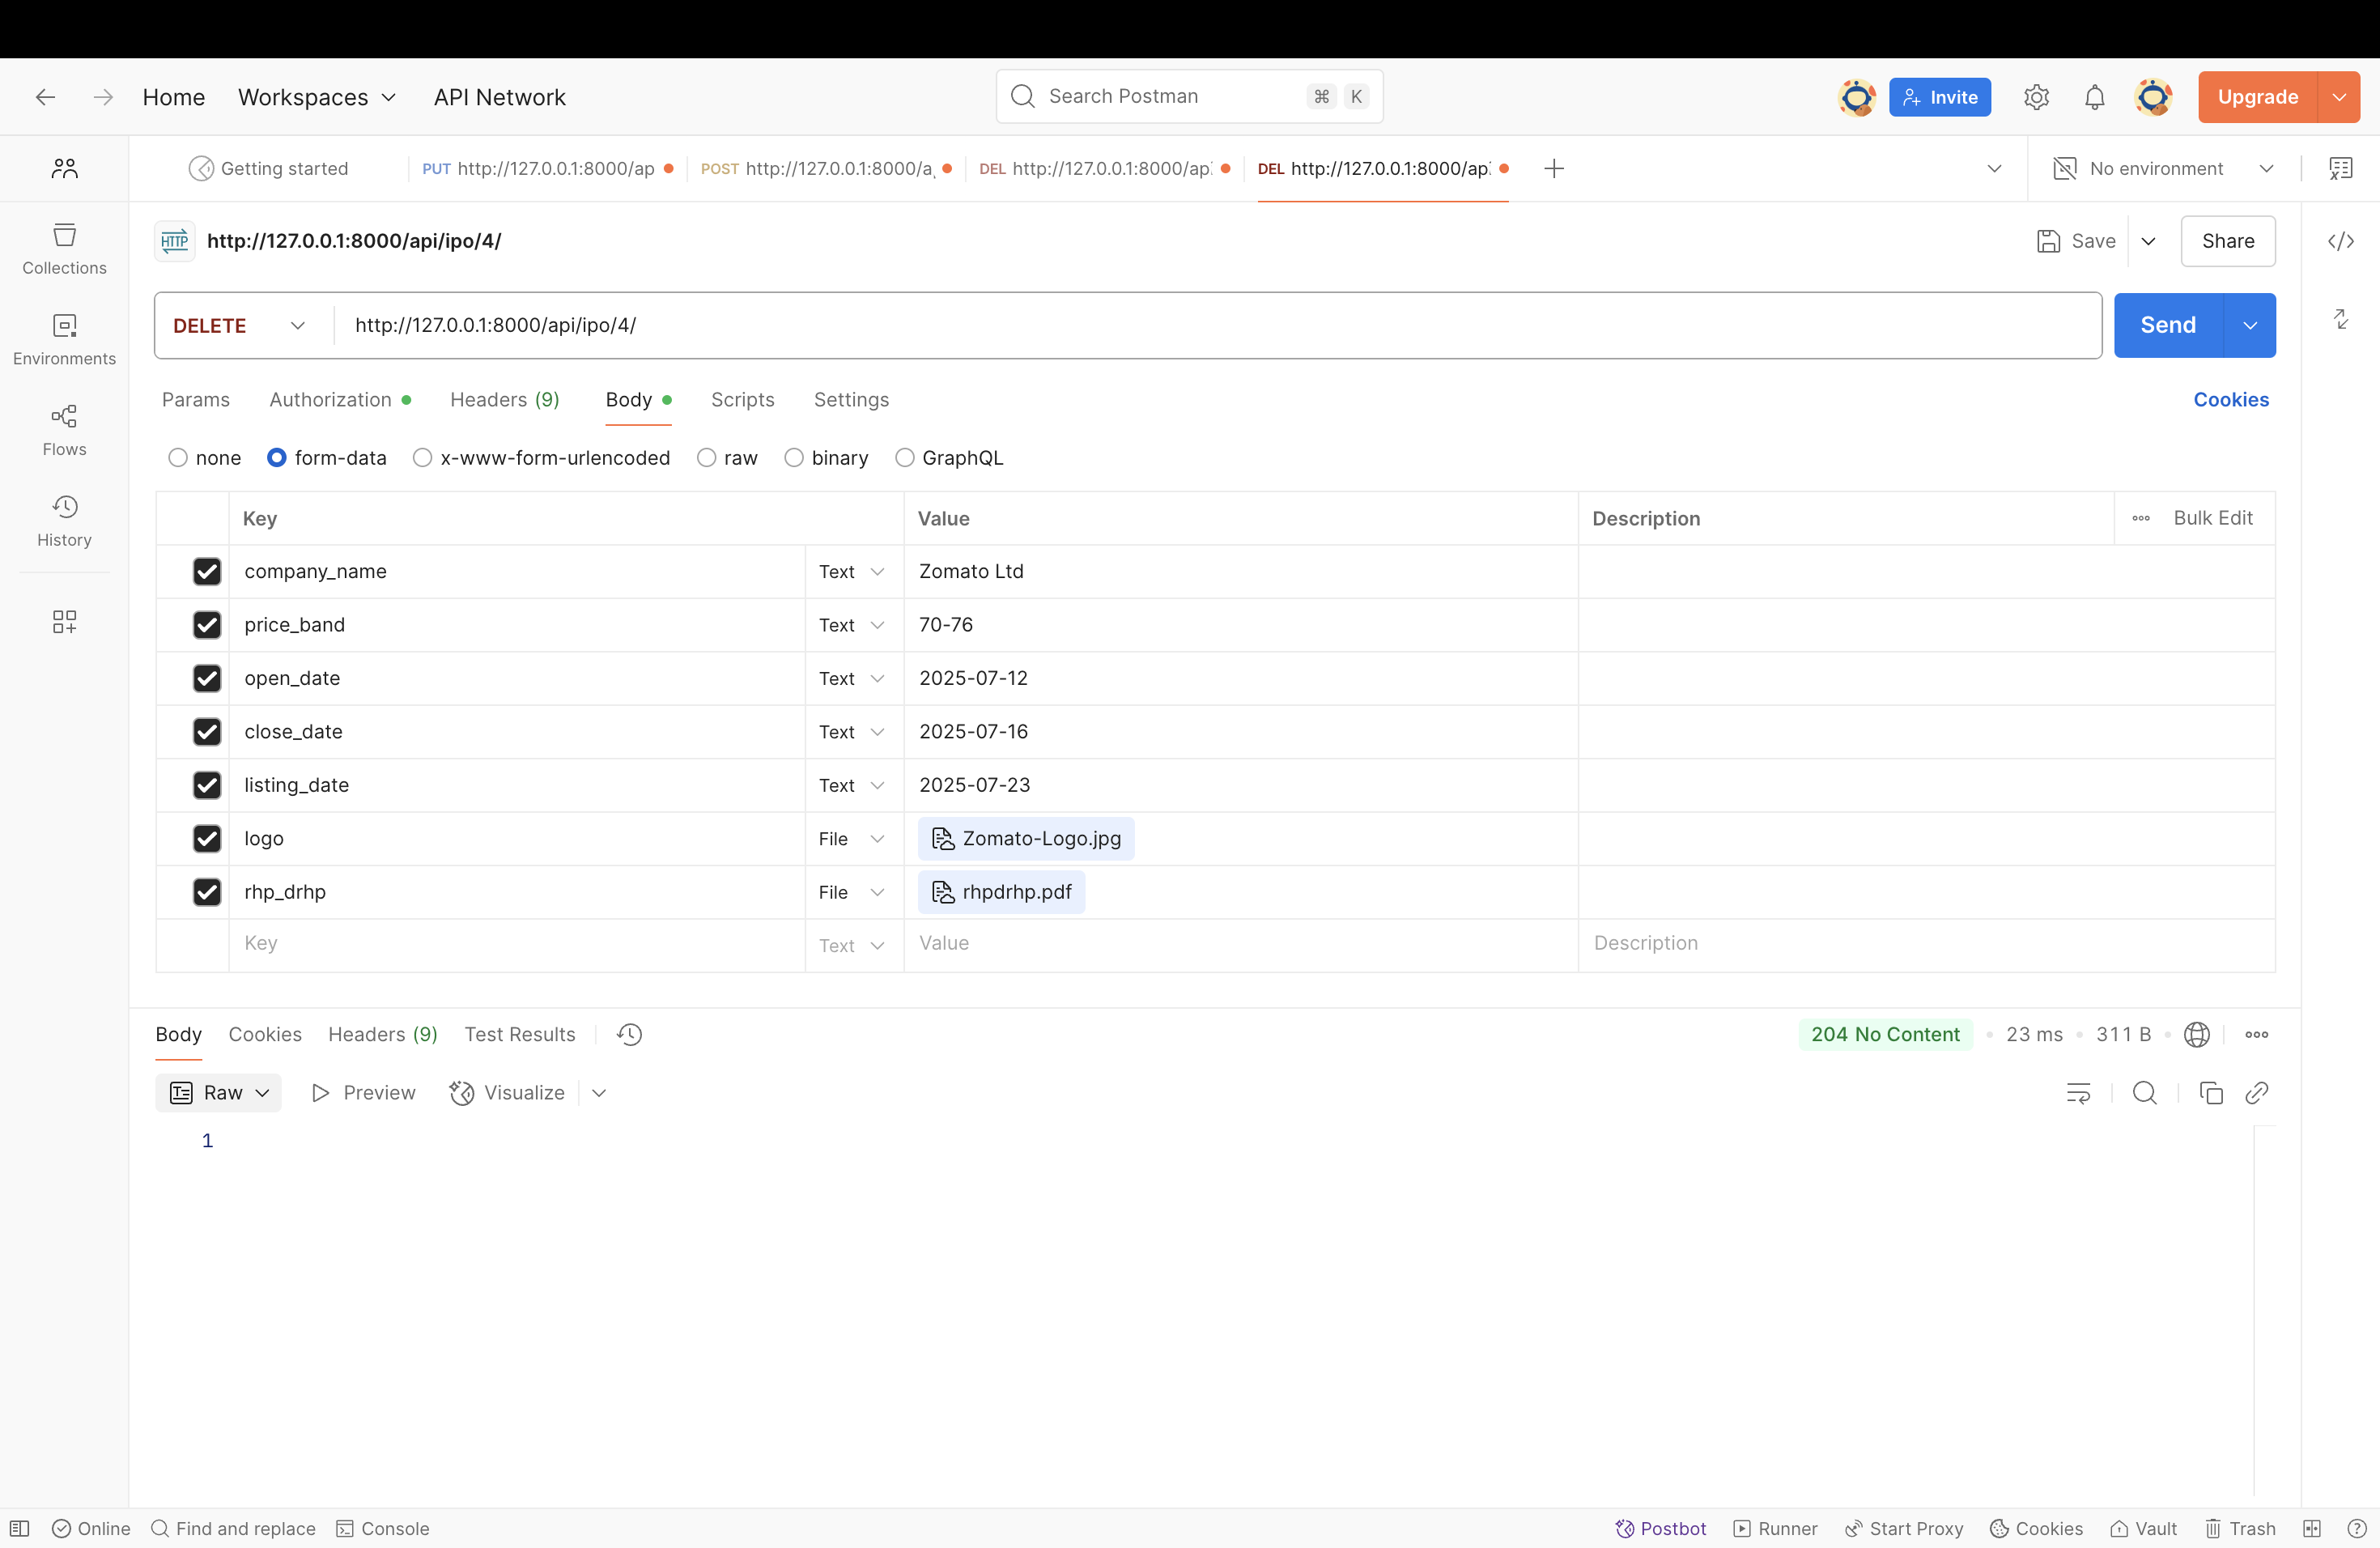 Home Workspaces API Network Search Postman ⌘ K Invite Upgrade
Getting started PUT http://127.0.0.1:8000/ap POST http://127.0.0.1:8000/a DEL http://127.0.0.1:8000/ap DEL http://127.0.0.1:8000/ap No environment
HTTP http://127.0.0.1:8000/api/ipo/4/ Save Share
Collections
DELETE http://127.0.0.1:8000/api/ipo/4/ Send
Environments
Params Authorization Headers (9) Body Scripts Settings Cookies
Flows
none form-data x-www-form-urlencoded raw binary GraphQL
Key Value Description Bulk Edit
History
company_name Text Zomato Ltd
price_band Text 70-76
open_date Text 2025-07-12
close_date Text 2025-07-16
listing_date Text 2025-07-23
logo File Zomato-Logo.jpg
rhp_drhp File rhpdrhp.pdf
Key Text Value Description
Body Cookies Headers (9) Test Results 204 No Content 23 ms 311 B
Raw Preview Visualize
1
Online Find and replace Console Postbot Runner Start Proxy Cookies Vault Trash